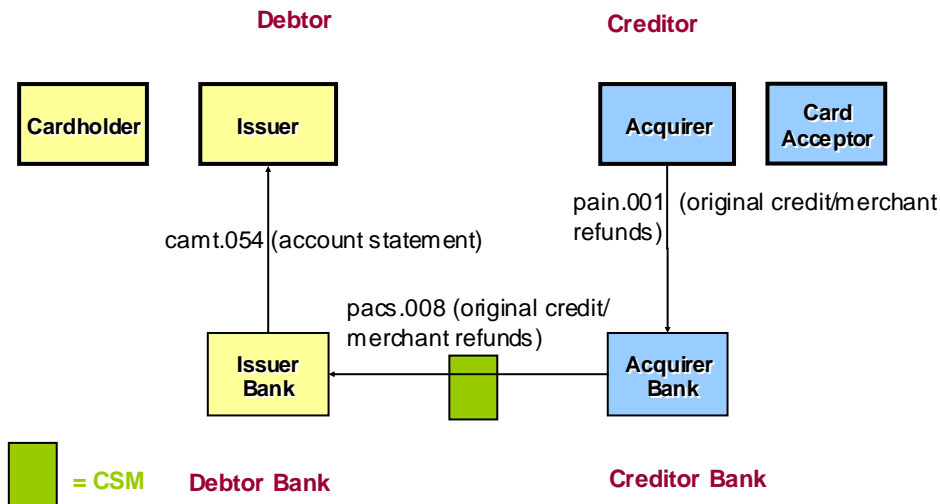 Debtor
Creditor
Cardholder
Issuer
Acquirer
Card
Acceptor
pain.001 (original credit/merchant
refunds)
camt.054 (account statement)
pacs.008 (original credit/
merchant refunds)
Issuer
Bank
Acquirer
Bank
= CSM
Debtor Bank
Creditor Bank